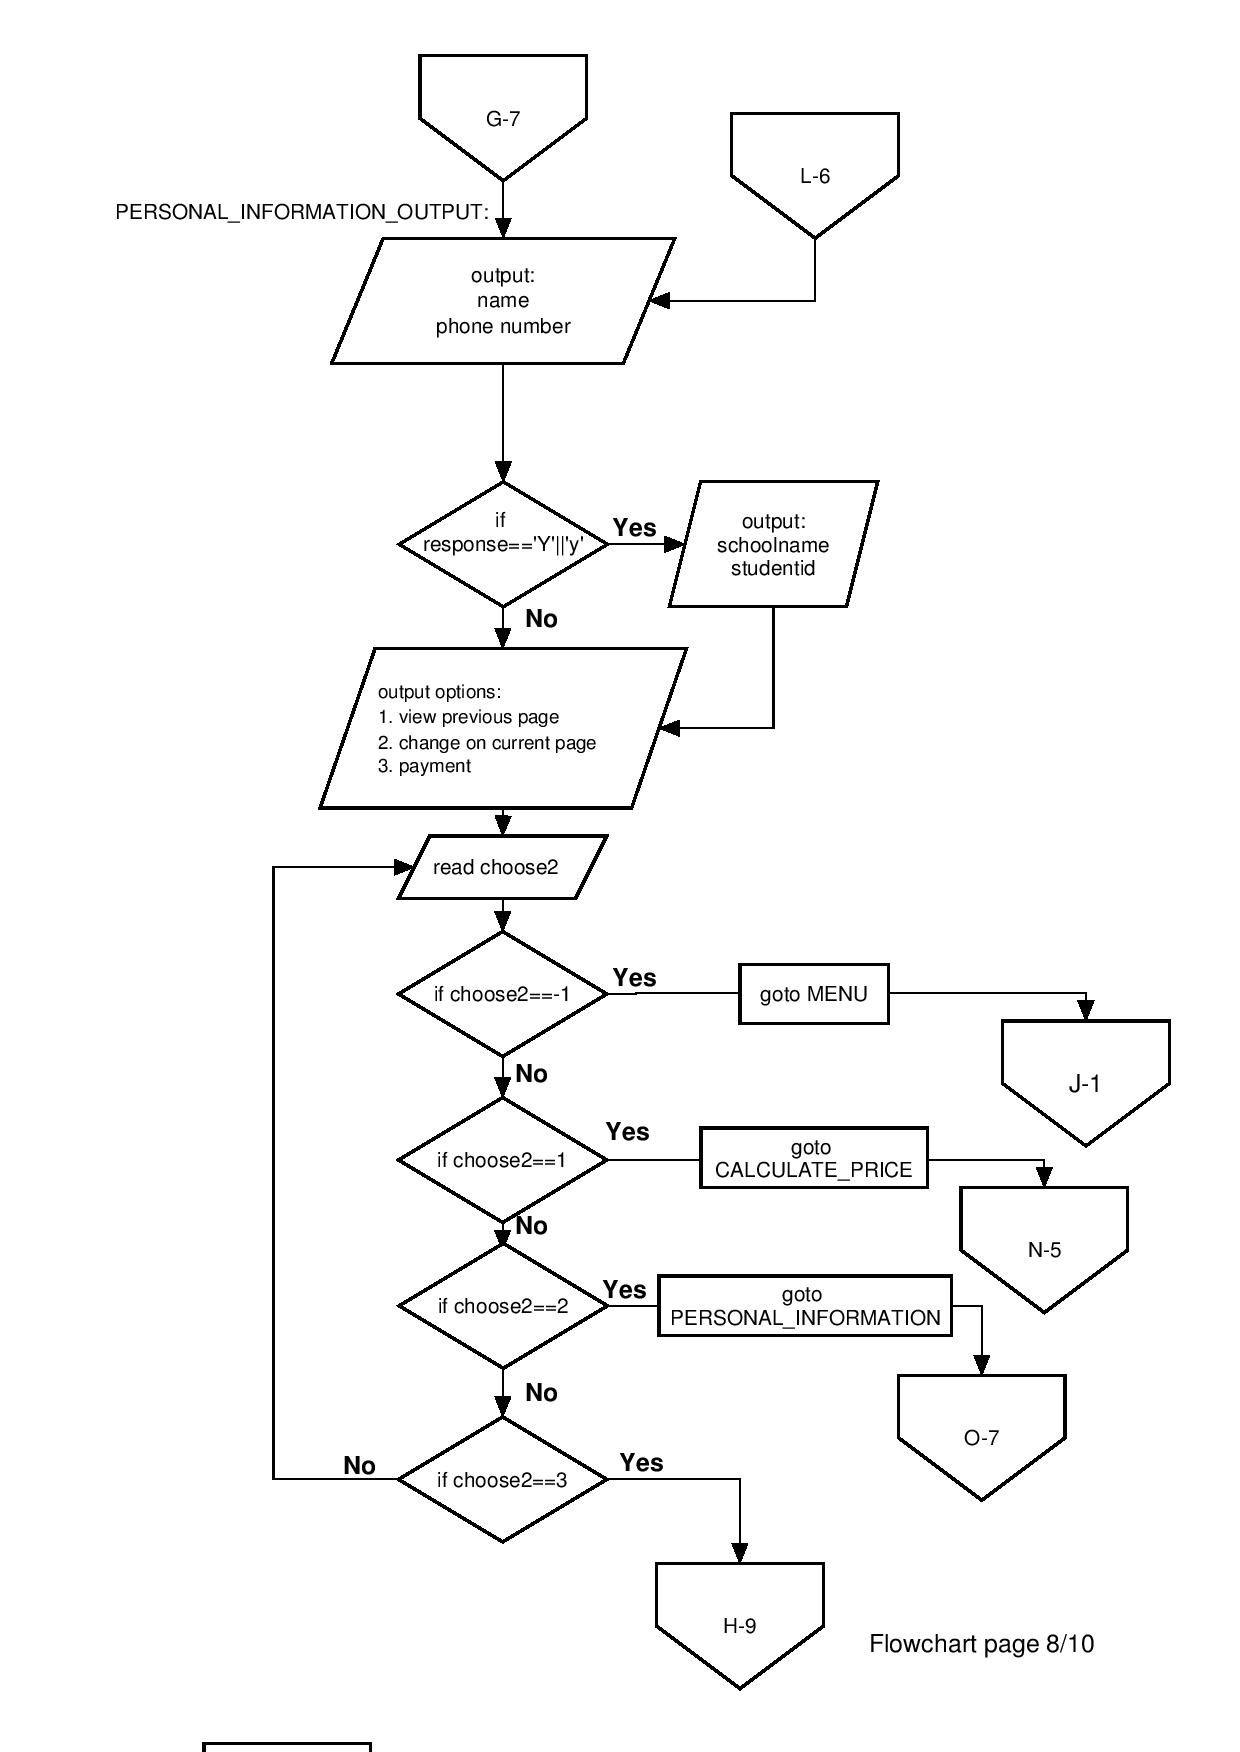 G-7
L-6
PERSONAL_INFORMATION_OUTPUT:
output:
name
phone number
if
response=='Y'||'y'
Yes
output:
schoolname
studentid
No
output options:
1. view previous page
2. change on current page
3. payment
read choose2
if choose2==-1
Yes
goto MENU
J-1
No
if choose2==1
Yes
goto
CALCULATE_PRICE
N-5
No
if choose2==2
Yes
goto
PERSONAL_INFORMATION
O-7
No
if choose2==3
No
Yes
H-9
Flowchart page 8/10